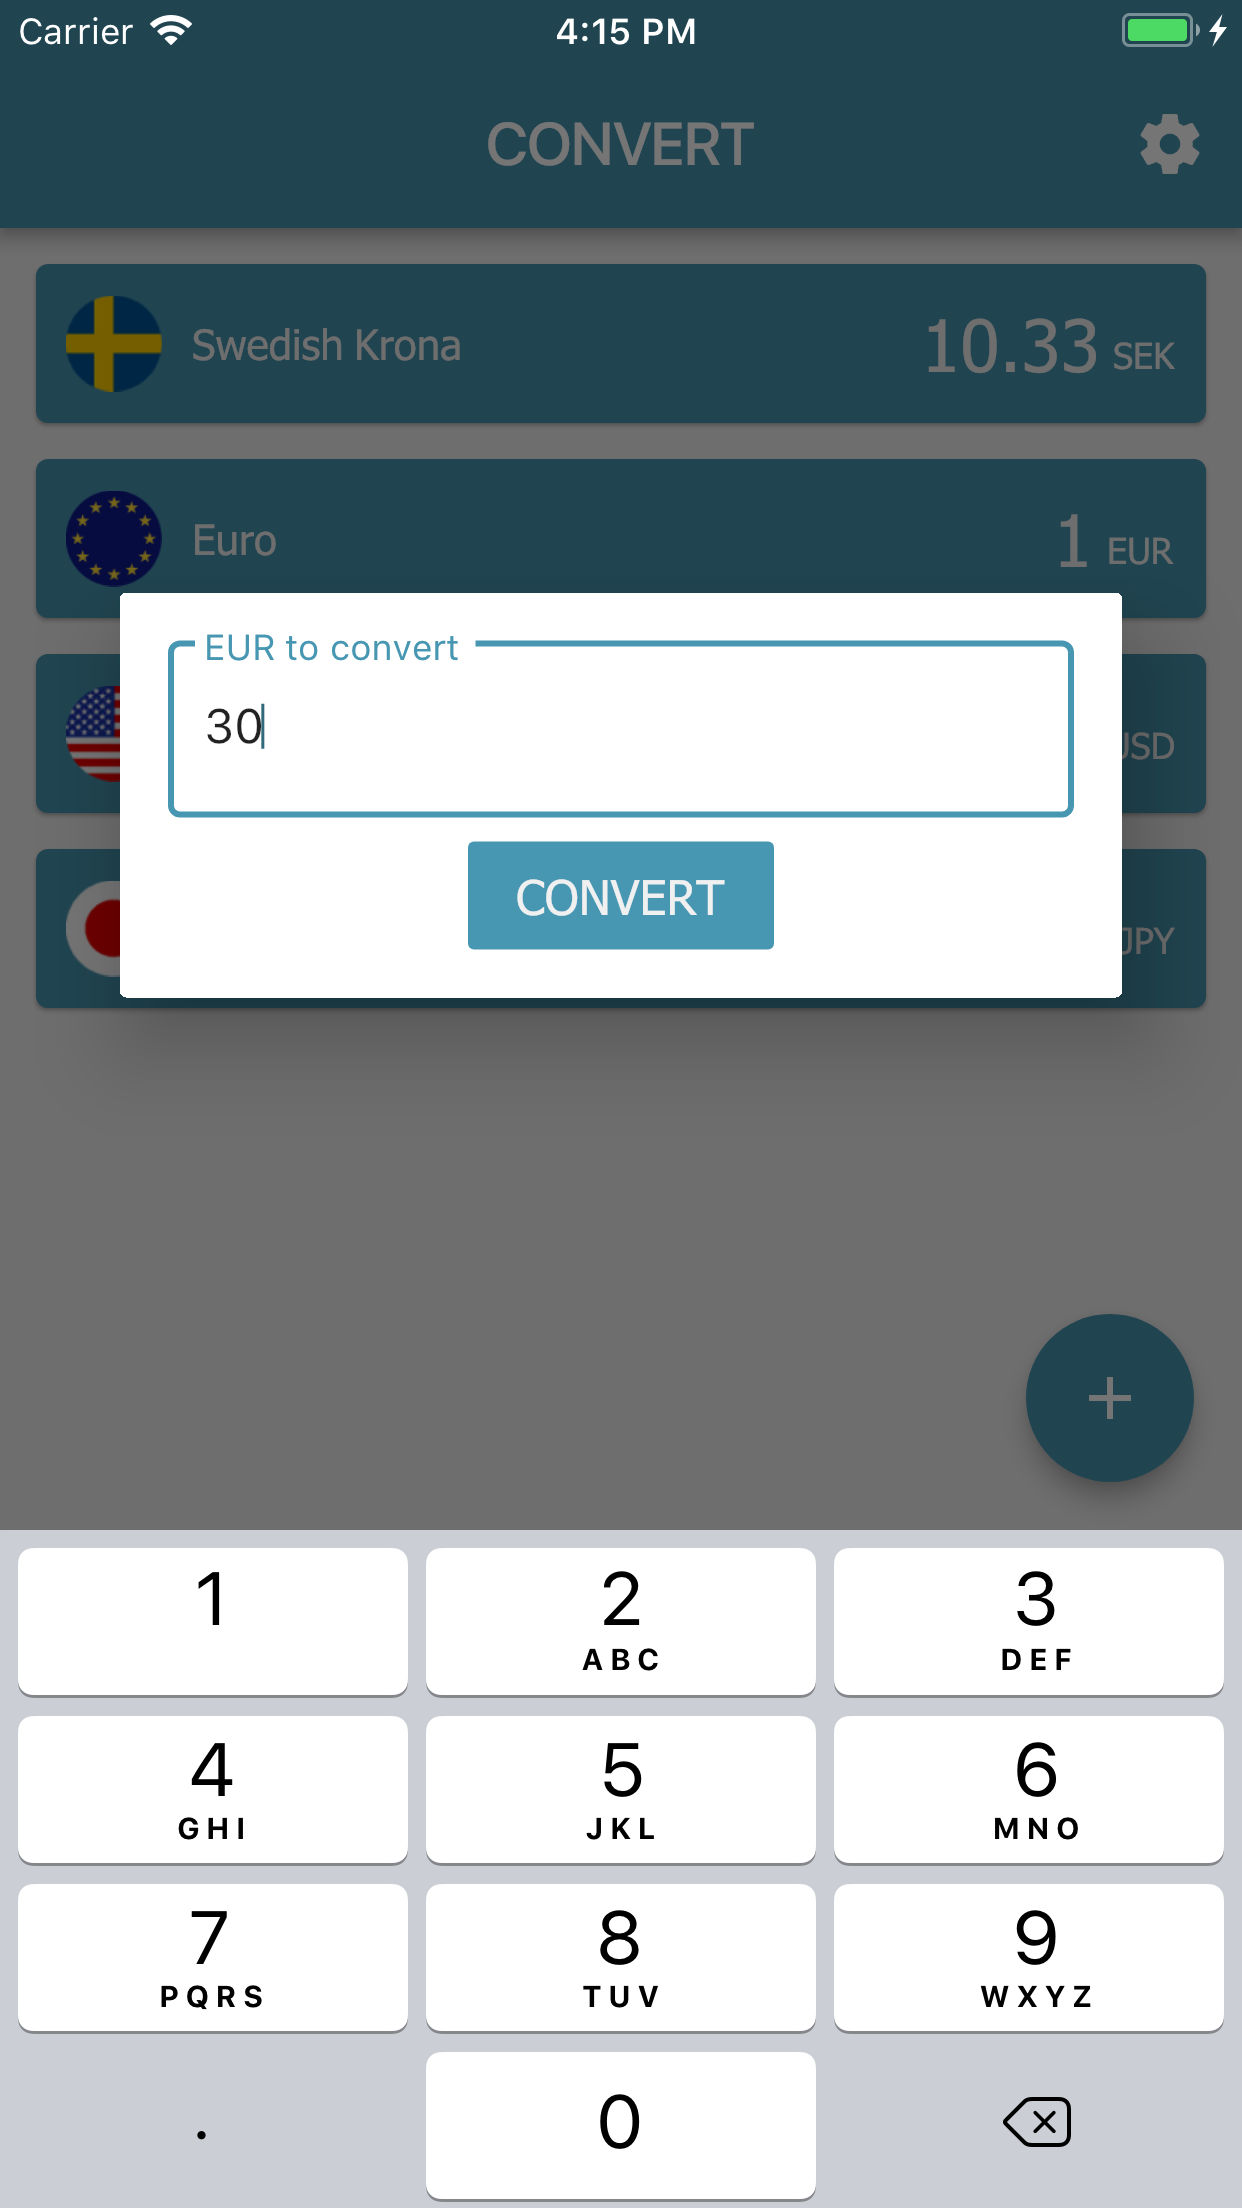 Carrier 4:15 PM
CONVERT
Swedish Krona 10.33 SEK
Euro 1 EUR
EUR to convert
30
USD
CONVERT
JPY
+
1
2 ABC
3 DEF
4 GHI
5 JKL
6 MNO
7 PQRS
8 TUV
9 WXYZ
. 0